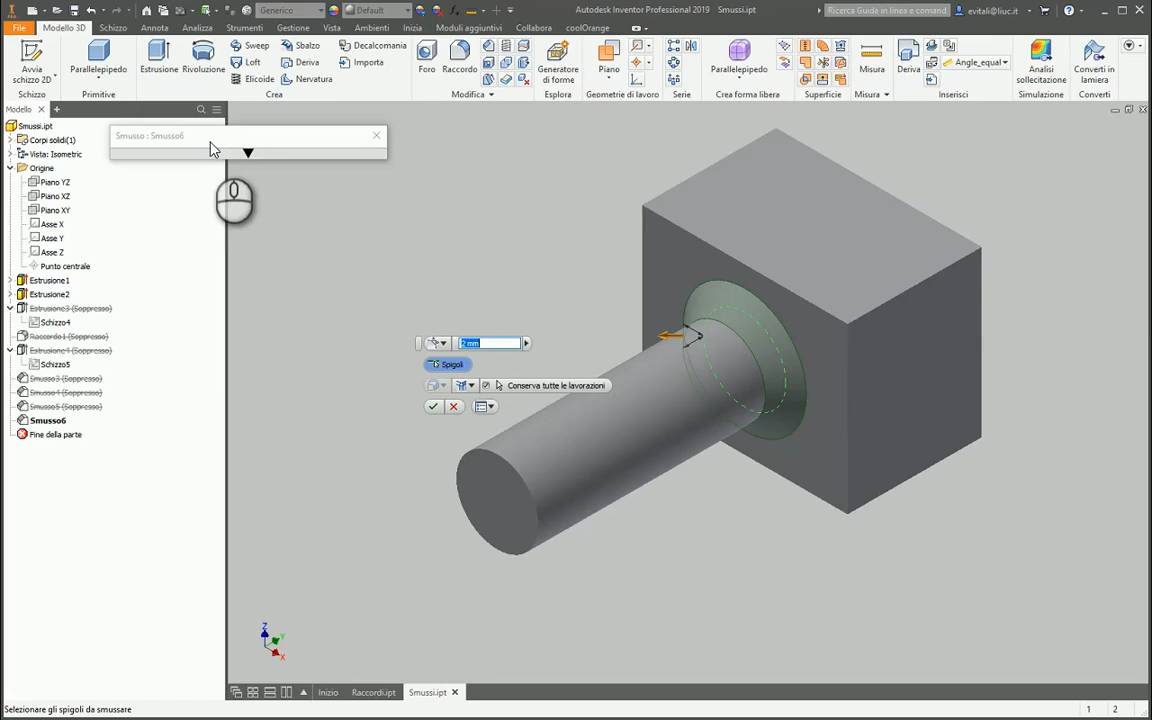 Generico
Default
Autodesk Inventor Professional 2019
Smussi.ipt
Ricerca Guida in linea e comand
evitali@liuc.it
File
Modello 3D
Schizzo
Annota
Analizza
Strumenti
Gestione
Vista
Ambienti
Inizia
Moduli aggiuntivi
Collabora
coolOrange
Avvia
schizzo 2D
Parallelepipedo
Estrusione
Rivoluzione
Sweep
Sbalzo
Decalcomania
Loft
Deriva
Importa
Elicoide
Nervatura
Foro
Raccordo
Generatore
di forme
Piano
Parallelepipedo
Misura
Deriva
Angle_equal
Analisi
sollecitazione
Converti in
lamiera
Schizzo
Primitive
Crea
Modifica
Esplora
Geometrie di lavoro
Serie
Crea forma libera
Superficie
Misura
Inserisci
Simulazione
Converti
Modello
Smussi.ipt
Corpi solidi(1)
Vista: Isometric
Origine
Piano YZ
Piano XZ
Piano XY
Asse X
Asse Y
Asse Z
Punto centrale
Estrusione1
Estrusione2
Estrusione3 (Soppresso)
Schizzo4
Raccordo1 (Soppresso)
Estrusione4 (Soppresso)
Schizzo5
Smusso3 (Soppresso)
Smusso4 (Soppresso)
Smusso5 (Soppresso)
Smusso6
Fine della parte
Smusso : Smusso6
2 mm
Spigoli
Conserva tutte le lavorazioni
Z
Y
X
Inizio
Raccordi.ipt
Smussi.ipt
Selezionare gli spigoli da smussare
1
2